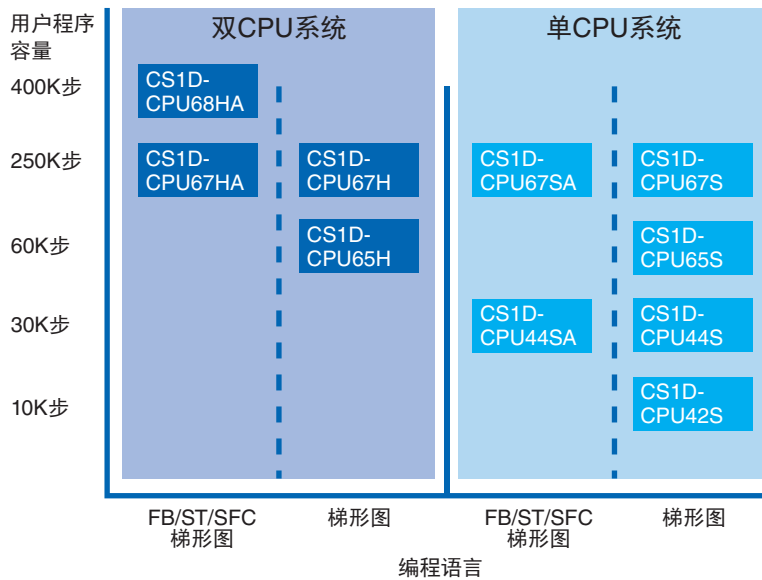 用户程序
容量
双CPU系统
单CPU系统
400K步
CS1D-
CPU68HA
250K步
CS1D-
CPU67HA
CS1D-
CPU67H
CS1D-
CPU67SA
CS1D-
CPU67S
60K步
CS1D-
CPU65H
CS1D-
CPU65S
30K步
CS1D-
CPU44SA
CS1D-
CPU44S
10K步
CS1D-
CPU42S
FB/ST/SFC
梯形图
梯形图
FB/ST/SFC
梯形图
梯形图
编程语言